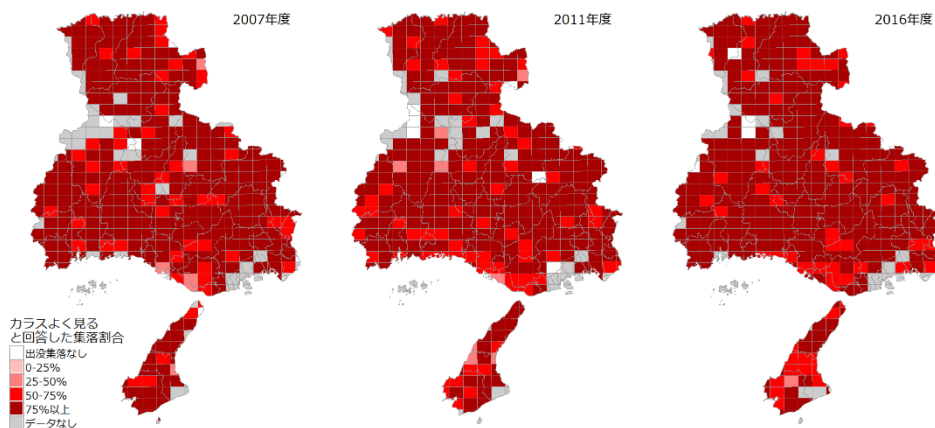 2007年度
2011年度
2016年度
カラスよく見る
と回答した集落割合
出没集落なし
0-25%
25-50%
50-75%
75%以上
データなし